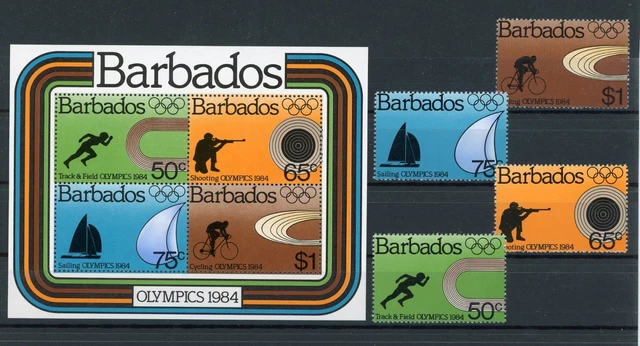 Barbados
Barbados
Track & Field OLYMPICS 1984
50c
Barbados
Shooting OLYMPICS 1984
65c
Barbados
Sailing OLYMPICS 1984
75c
Barbados
Cycling OLYMPICS 1984
$1
OLYMPICS 1984
Barbados
OLYMPICS 1984
$1
Barbados
Sailing OLYMPICS 1984
75c
Barbados
OLYMPICS 1984
65c
Barbados
Track & Field OLYMPICS 1984
50c